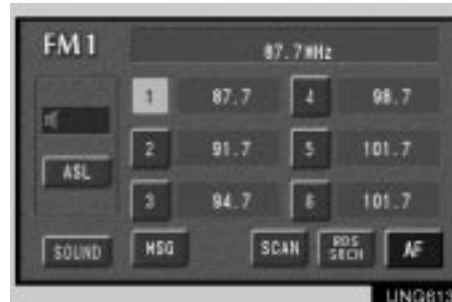 FM1
87.7MHz
1 87.7 4 98.7
2 91.7 5 101.7
ASL
3 94.7 6 101.7
SOUND MSG SCAN RDS SRCH AF